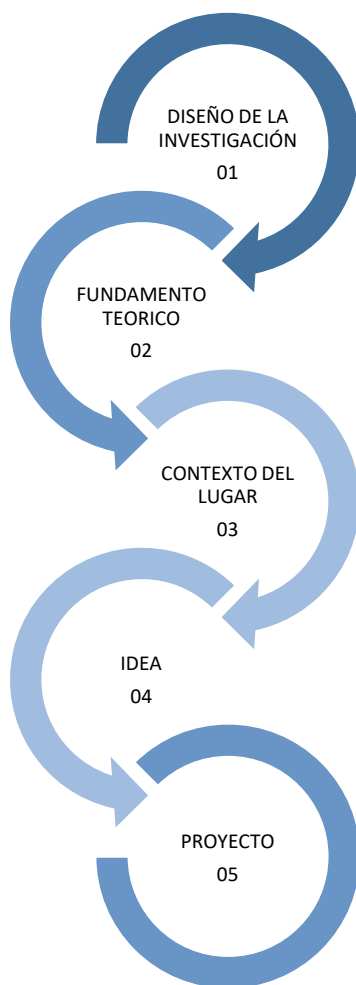 DISEÑO DE LA
INVESTIGACIÓN
01
FUNDAMENTO
TEORICO
02
CONTEXTO DEL
LUGAR
03
IDEA
04
PROYECTO
05